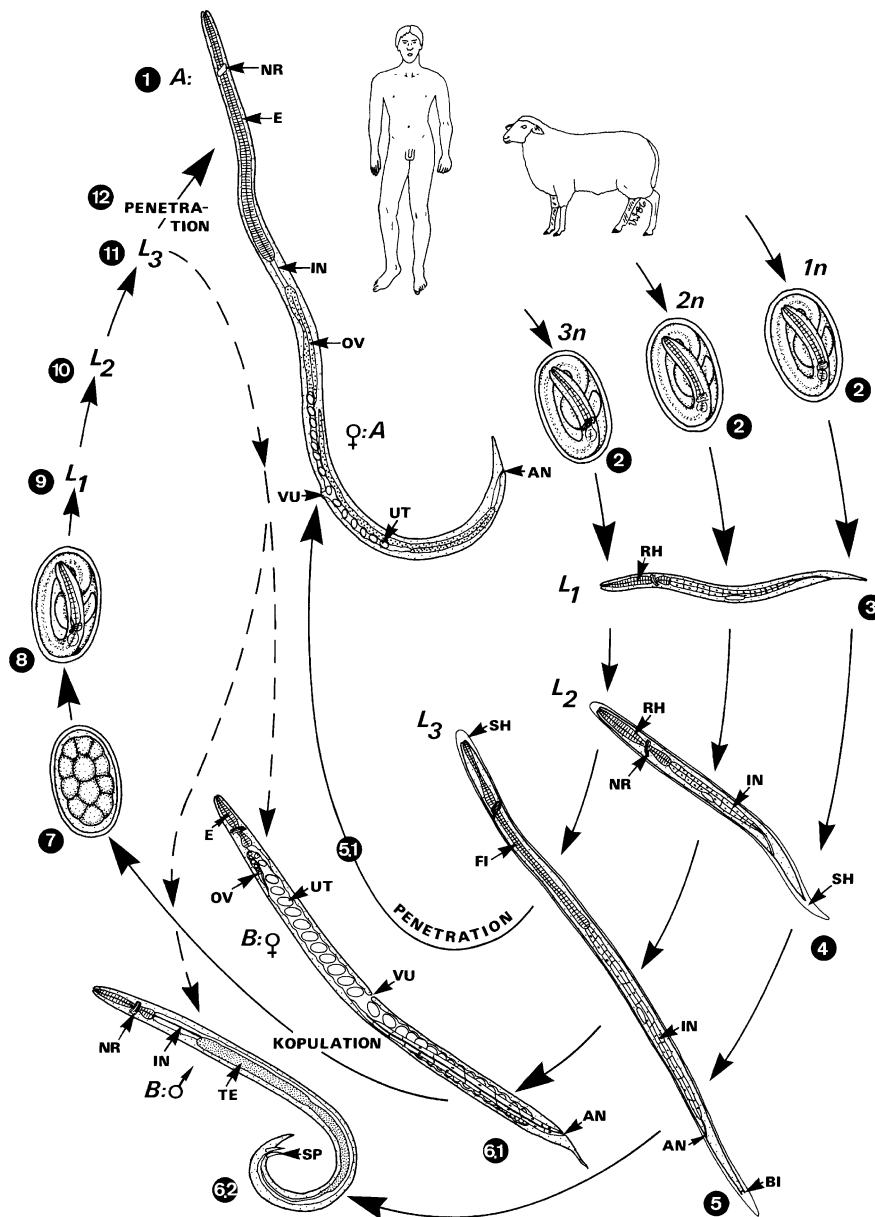 1 A:
NR
E
12
PENETRA-
TION
11 L3
IN
1n
2n
3n
OV
10 L2
2
2
2
♀:A
9 L1
AN
VU
UT
RH
L1
3
8
L2
L3
SH
RH
NR
IN
7
E
5.1
FI
OV
UT
SH
PENETRATION
B:♀
4
VU
NR
IN
KOPULATION
IN
TE
B:♂
AN
AN
SP
6.1
6.2
BI
5